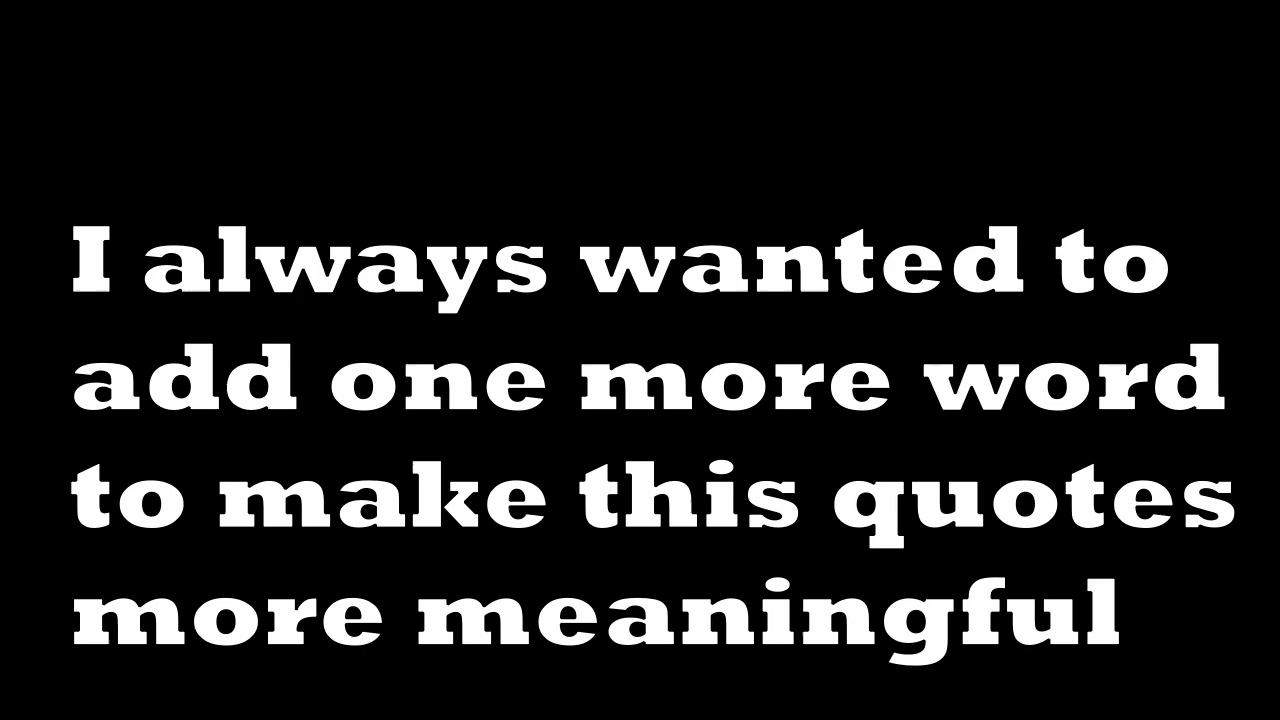 I always wanted to
add one more word
to make this quotes
more meaningful